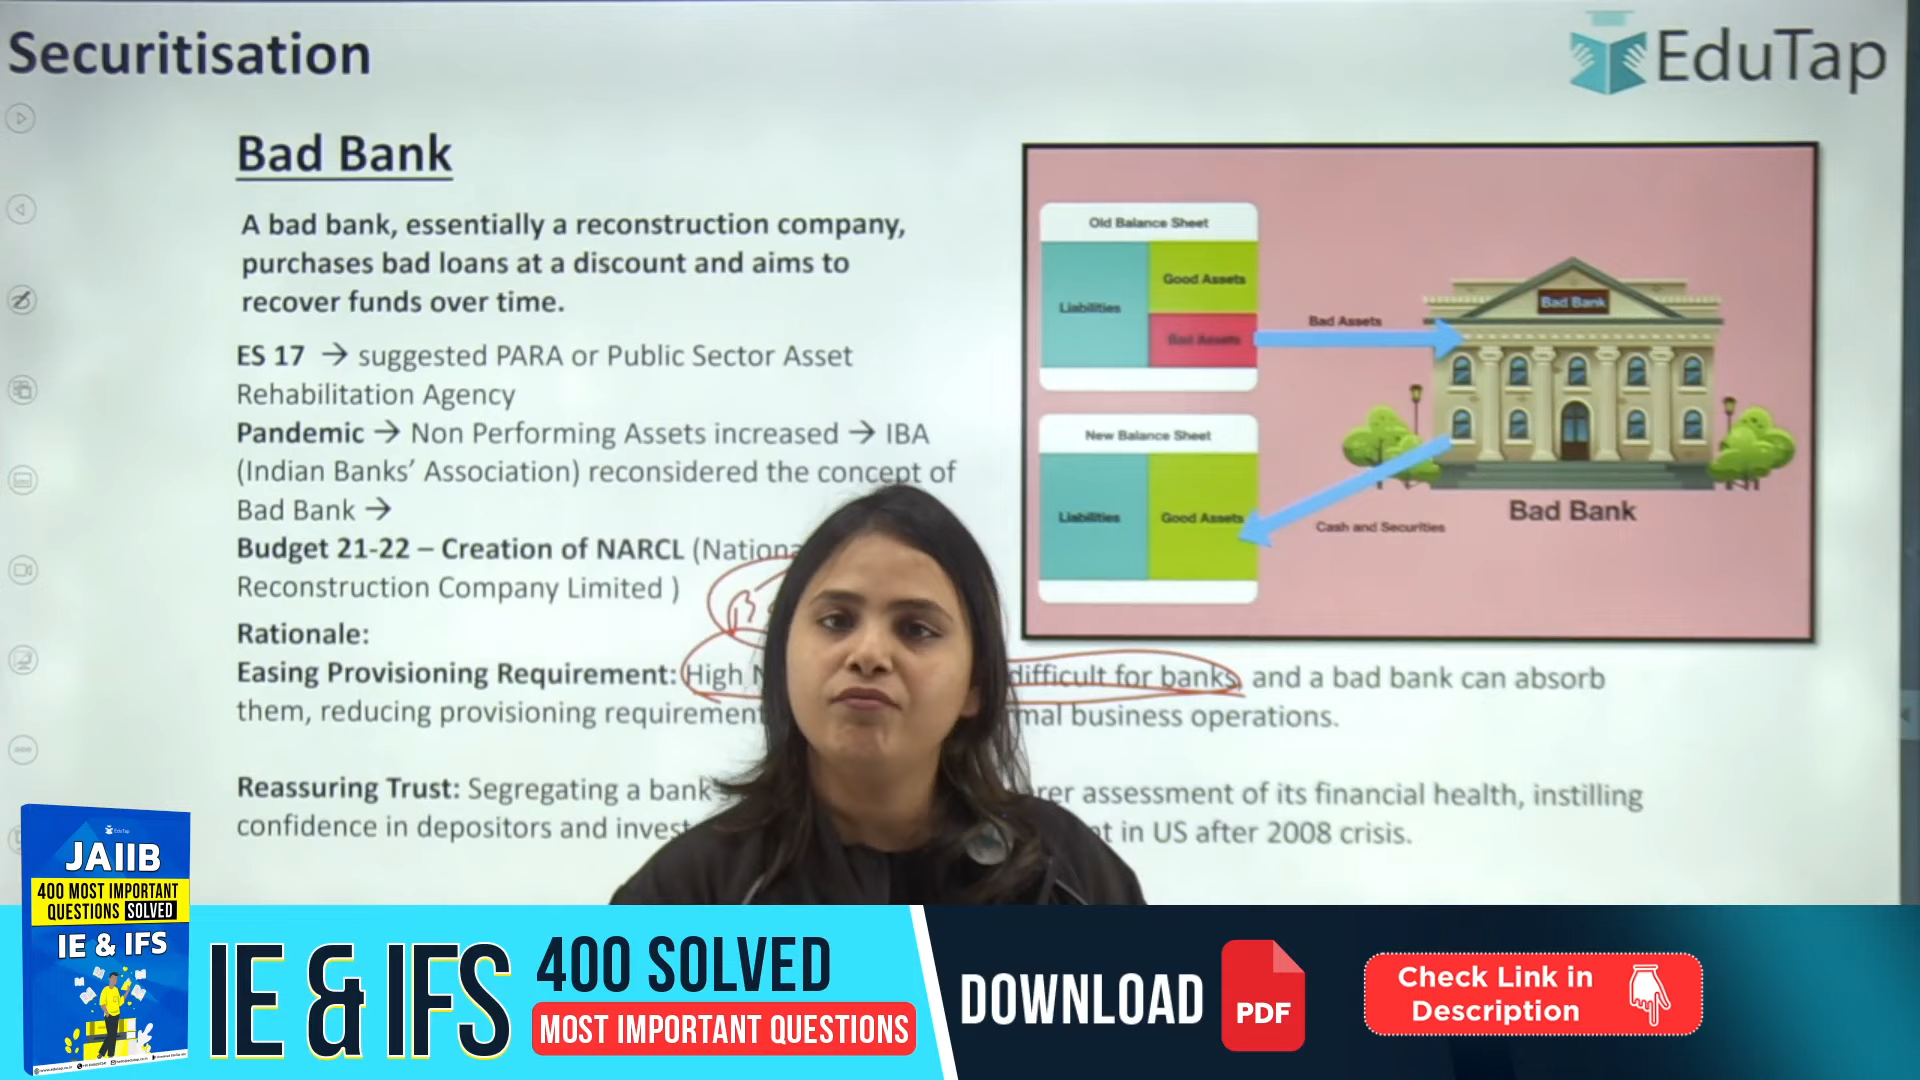 Securitisation
EduTap
Bad Bank
A bad bank, essentially a reconstruction company,
purchases bad loans at a discount and aims to
recover funds over time.
ES 17 → suggested PARA or Public Sector Asset
Rehabilitation Agency
Pandemic → Non Performing Assets increased → IBA
(Indian Banks' Association) reconsidered the concept of
Bad Bank →
Budget 21-22 – Creation of NARCL
Reconstruction Company Limited )
Rationale:
Easing Provisioning Requirement: High difficult for banks, and a bad bank can absorb
them, reducing provisioning business operations.
Reassuring Trust: Segregating a assessment of its financial health, instilling
confidence in depositors and in US after 2008 crisis.
Old Balance Sheet
Liabilities
Good Assets
Bad Assets
Bad Assets
Bad Bank
New Balance Sheet
Liabilities
Good Assets
Cash and Securities
Bad Bank
EduTap
JAIIB
400 MOST IMPORTANT
QUESTIONS SOLVED
IE & IFS
IE & IFS
400 SOLVED
MOST IMPORTANT QUESTIONS
DOWNLOAD
PDF
Check Link in
Description